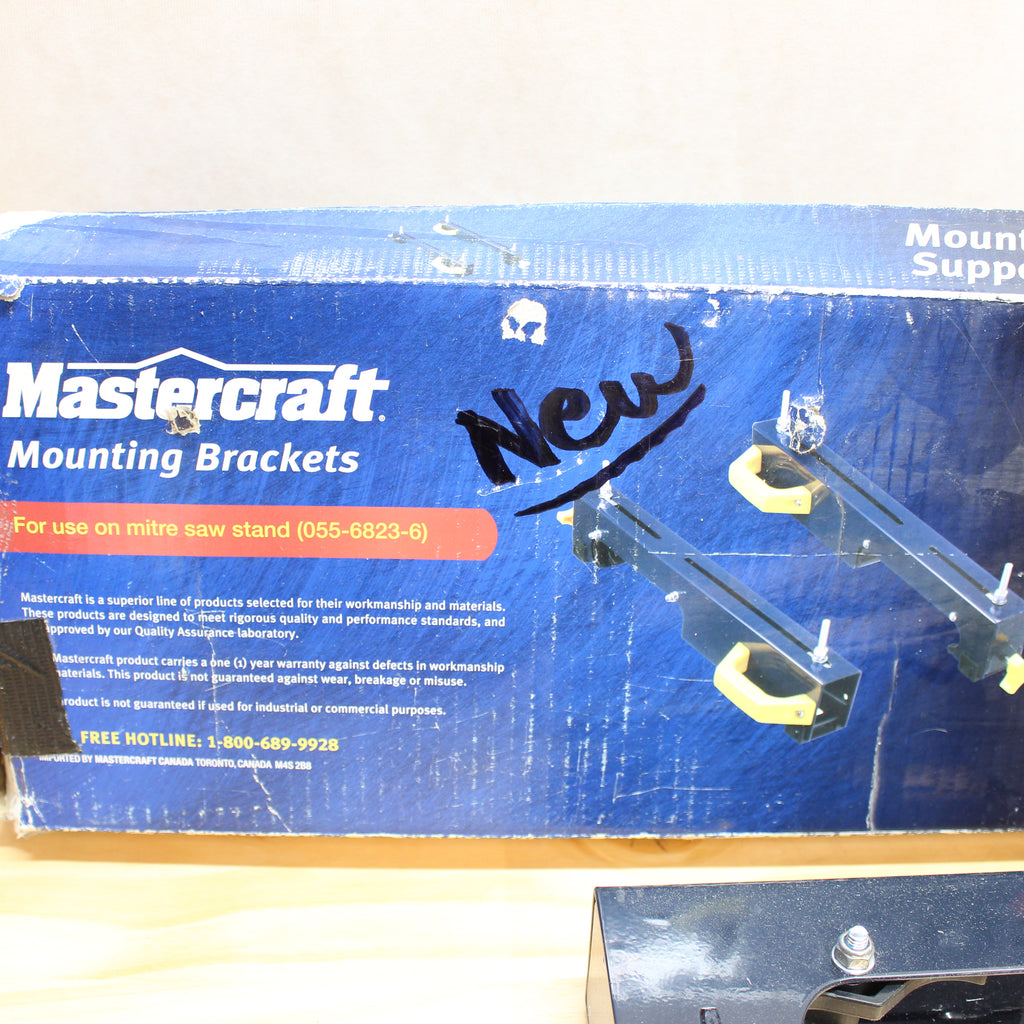 Mastercraft®
Mounting Brackets
For use on mitre saw stand (055-6823-6)
New
Mastercraft is a superior line of products selected for their workmanship and materials.
These products are designed to meet rigorous quality and performance standards, and
approved by our Quality Assurance laboratory.
Mastercraft product carries a one (1) year warranty against defects in workmanship
This product is not guaranteed against wear, breakage or misuse.
is not guaranteed if used for industrial or commercial purposes.
FREE HOTLINE: 1-800-689-9928
IMPORTED BY MASTERCRAFT CANADA TORONTO, CANADA M4S 2B8